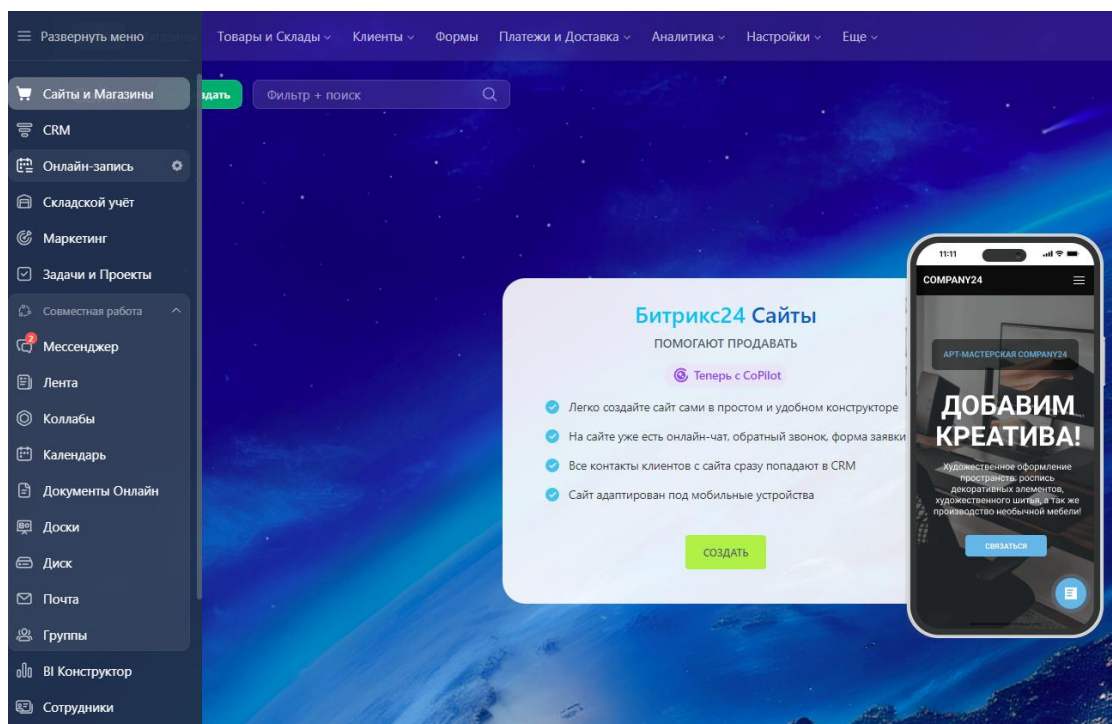 Развернуть меню
Товары и Склады
Клиенты
Формы
Платежи и Доставка
Аналитика
Настройки
Еще
Сайты и Магазины
CRM
Онлайн-запись
Складской учёт
Маркетинг
Задачи и Проекты
Совместная работа
2
Мессенджер
Лента
Коллабы
Календарь
Документы Онлайн
Доски
Диск
Почта
Группы
BI Конструктор
Сотрудники
здать
Фильтр + поиск
Битрикс24 Сайты
ПОМОГАЮТ ПРОДАВАТЬ
Теперь с CoPilot
Легко создайте сайт сами в простом и удобном конструкторе
На сайте уже есть онлайн-чат, обратный звонок, форма заявки
Все контакты клиентов с сайта сразу попадают в CRM
Сайт адаптирован под мобильные устройства
СОЗДАТЬ
11:11
COMPANY24
АРТ-МАСТЕРСКАЯ COMPANY24
ДОБАВИМ
КРЕАТИВА!
Художественное оформление
пространств: роспись
декоративных элементов,
художественного шитья, а так же
производство необычной мебели!
СВЯЗАТЬСЯ